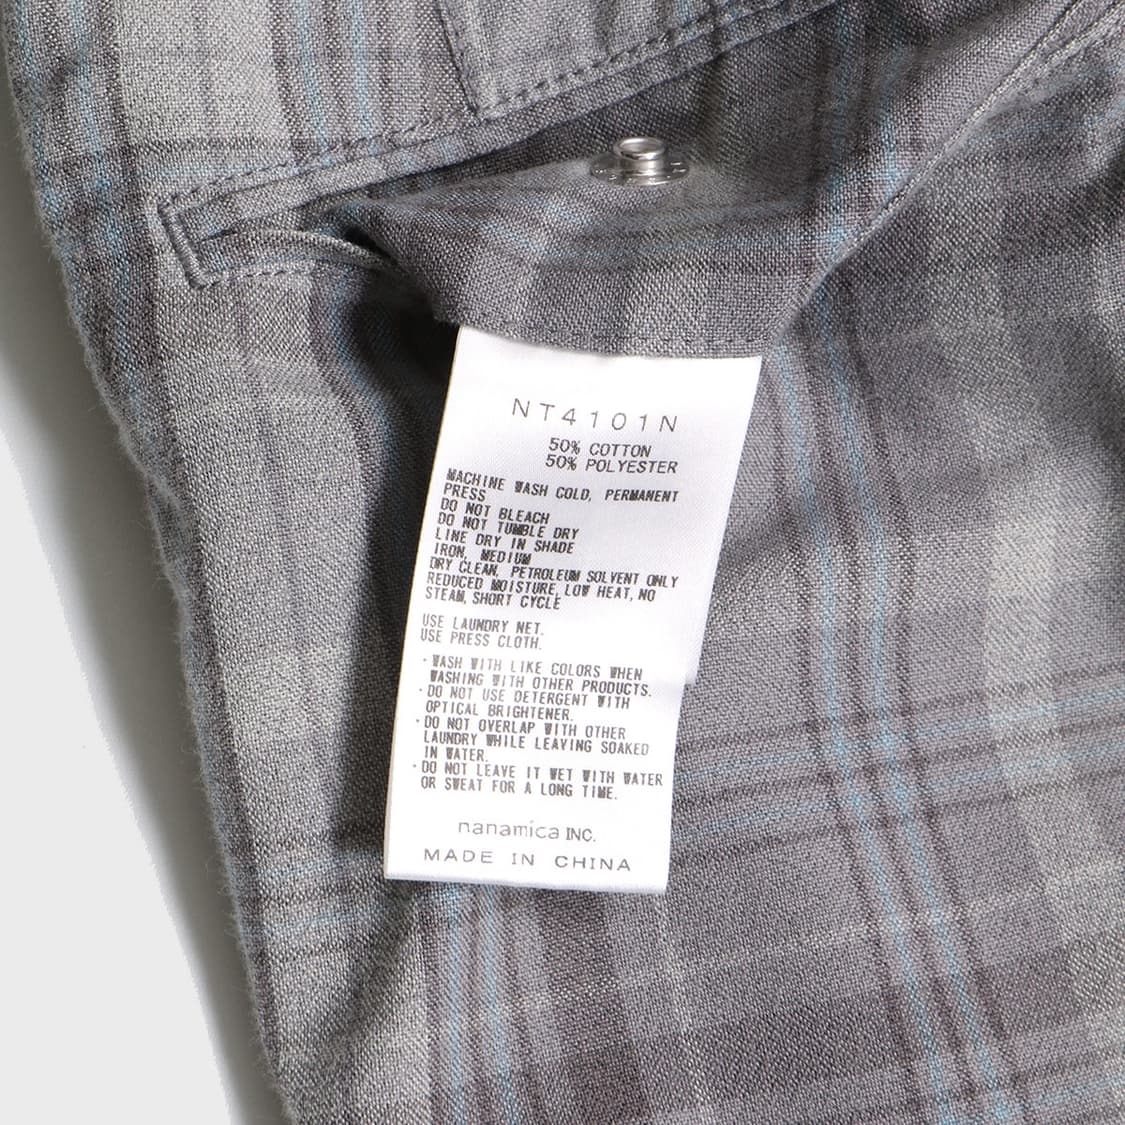 NT4101N
50% COTTON
50% POLYESTER
MACHINE WASH COLD, PERMANENT
PRESS
DO NOT BLEACH
DO NOT TUMBLE DRY
LINE DRY IN SHADE
IRON, MEDIUM
DRY CLEAN, PETROLEUM SOLVENT ONLY
REDUCED MOISTURE, LOW HEAT, NO
STEAM, SHORT CYCLE
USE LAUNDRY NET.
USE PRESS CLOTH.
・WASH WITH LIKE COLORS WHEN
WASHING WITH OTHER PRODUCTS.
・DO NOT USE DETERGENT WITH
OPTICAL BRIGHTENER.
・DO NOT OVERLAP WITH OTHER
LAUNDRY WHILE LEAVING SOAKED
IN WATER.
・DO NOT LEAVE IT WET WITH WATER
OR SWEAT FOR A LONG TIME.
nanamica INC.
MADE IN CHINA